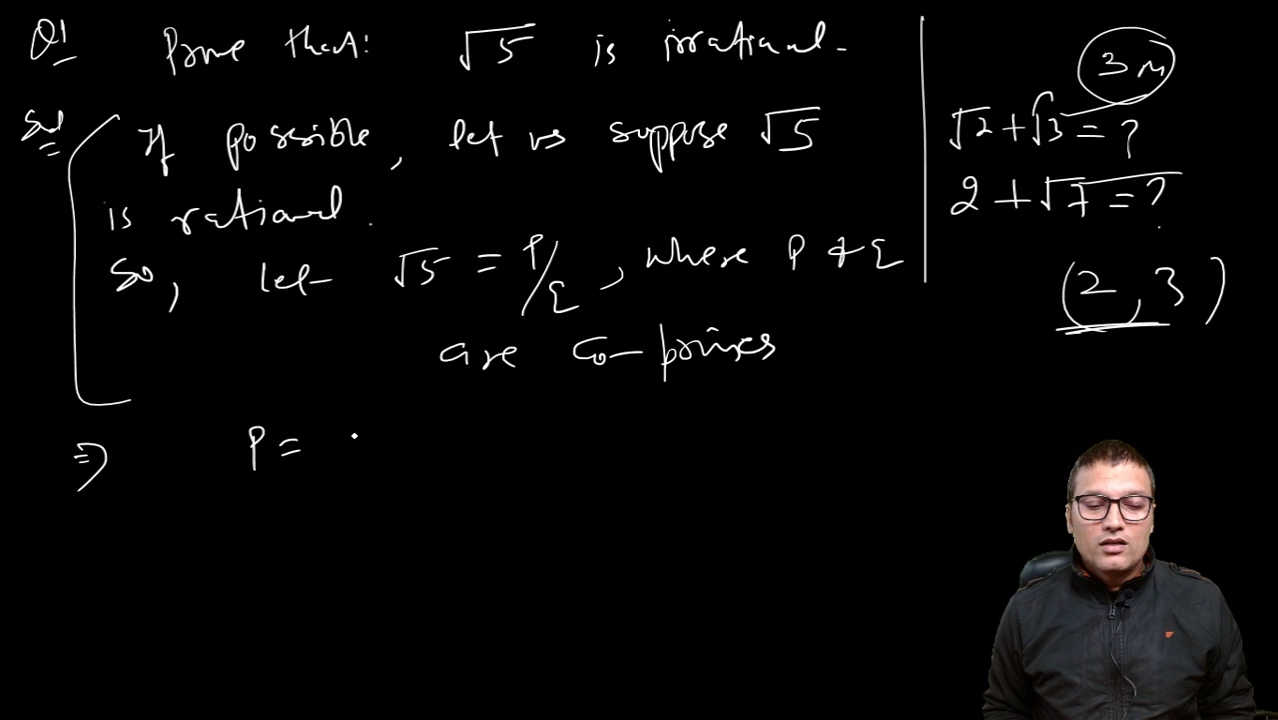 Q1 Prove that: √5 is irrational.
Sol If possible, let us suppose √5
is rational.
So, let √5 = P/q, where P & q
are Co-primes
⇒ P =
3 M
√2 + √3 = ?
2 + √7 = ?
(2, 3)